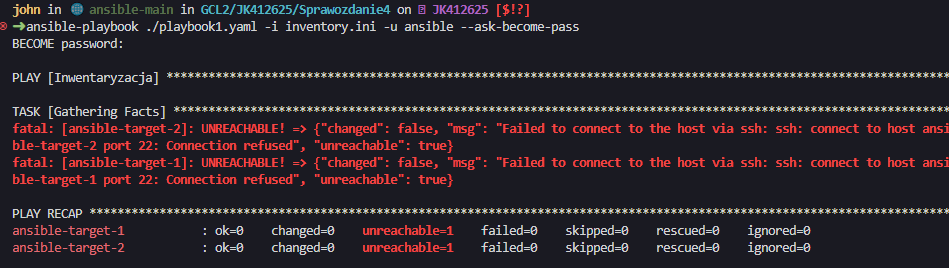 john in 🌐 ansible-main in GCL2/JK412625/Sprawozdanie4 on  JK412625 [$!?]
➜ansible-playbook ./playbook1.yaml -i inventory.ini -u ansible --ask-become-pass
BECOME password:
PLAY [Inwentaryzacja] ***************************************************************************************************************
TASK [Gathering Facts] **************************************************************************************************************
fatal: [ansible-target-2]: UNREACHABLE! => {"changed": false, "msg": "Failed to connect to the host via ssh: ssh: connect to host ansi
ble-target-2 port 22: Connection refused", "unreachable": true}
fatal: [ansible-target-1]: UNREACHABLE! => {"changed": false, "msg": "Failed to connect to the host via ssh: ssh: connect to host ansi
ble-target-1 port 22: Connection refused", "unreachable": true}
PLAY RECAP **************************************************************************************************************************
ansible-target-1           : ok=0    changed=0    unreachable=1    failed=0    skipped=0    rescued=0    ignored=0
ansible-target-2           : ok=0    changed=0    unreachable=1    failed=0    skipped=0    rescued=0    ignored=0